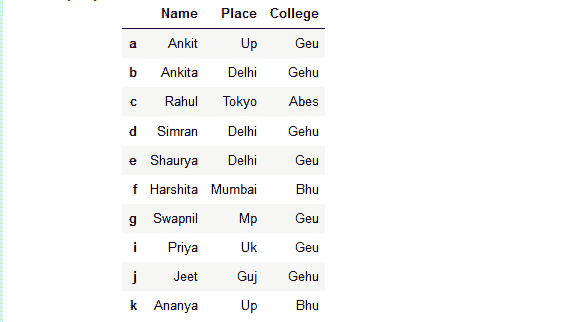 Name Place College
a Ankit Up Geu
b Ankita Delhi Gehu
c Rahul Tokyo Abes
d Simran Delhi Gehu
e Shaurya Delhi Geu
f Harshita Mumbai Bhu
g Swapnil Mp Geu
i Priya Uk Geu
j Jeet Guj Gehu
k Ananya Up Bhu